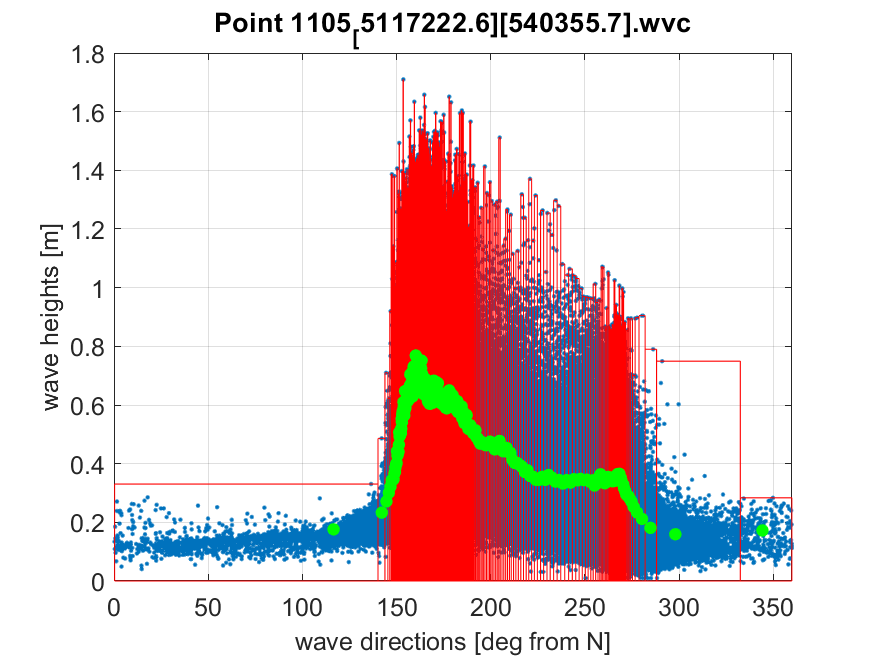 Point 1105[5117222.6][540355.7].wvc
1.8
1.6
1.4
1.2
1
0.8
0.6
0.4
0.2
0
wave heights [m]
0 50 100 150 200 250 300 350
wave directions [deg from N]